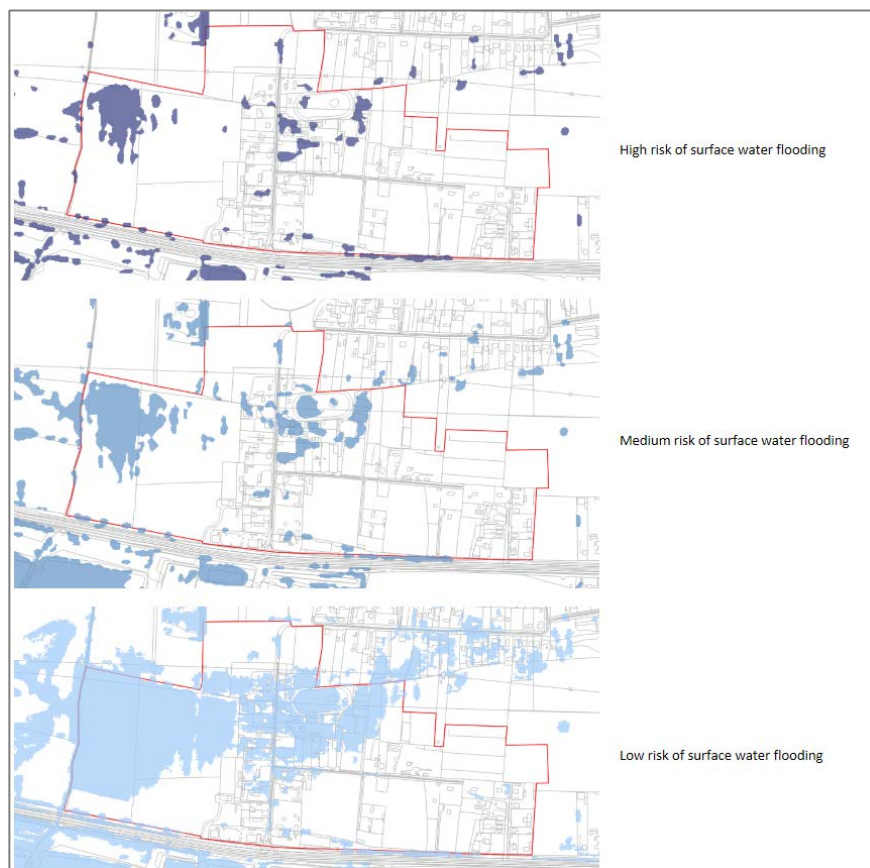 High risk of surface water flooding
Medium risk of surface water flooding
Low risk of surface water flooding